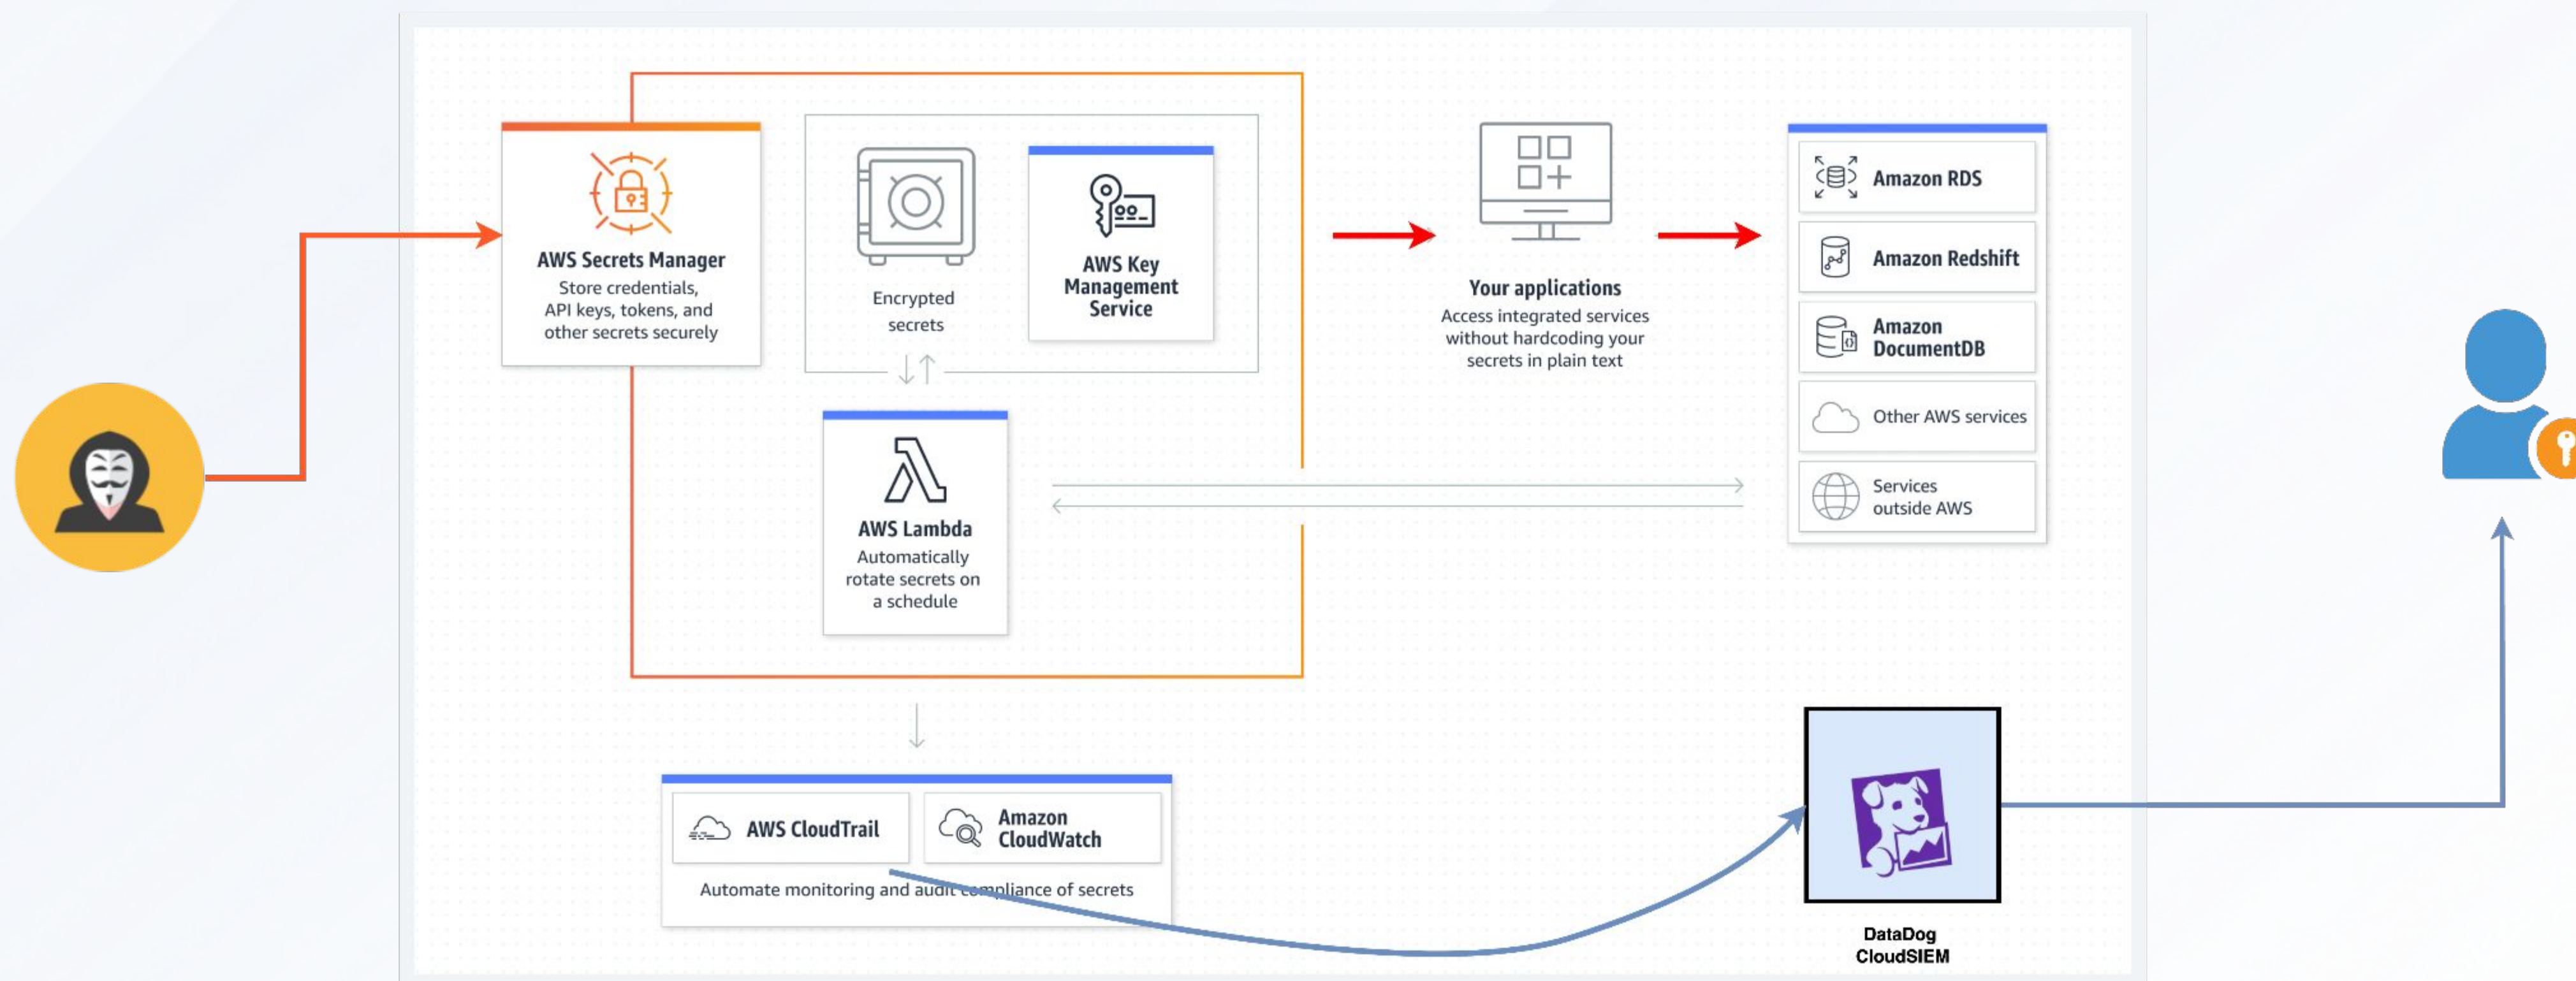 AWS Secrets Manager
Store credentials,
API keys, tokens, and
other secrets securely
Encrypted
secrets
AWS Key
Management
Service
AWS Lambda
Automatically
rotate secrets on
a schedule
Your applications
Access integrated services
without hardcoding your
secrets in plain text
Amazon RDS
Amazon Redshift
Amazon
DocumentDB
Other AWS services
Services
outside AWS
AWS CloudTrail
Amazon
CloudWatch
Automate monitoring and audit compliance of secrets
DataDog
CloudSIEM